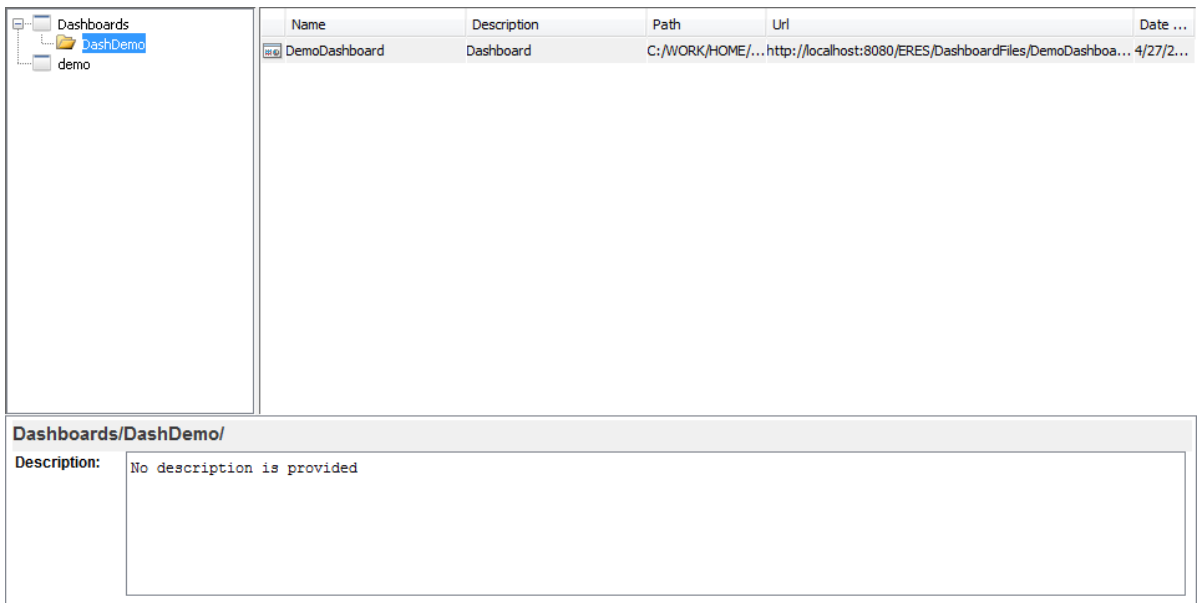 Dashboards
DashDemo
demo
Name Description Path Url Date ...
DemoDashboard Dashboard C:/WORK/HOME/... http://localhost:8080/ERES/DashboardFiles/DemoDashboa... 4/27/2...
Dashboards/DashDemo/
Description: No description is provided